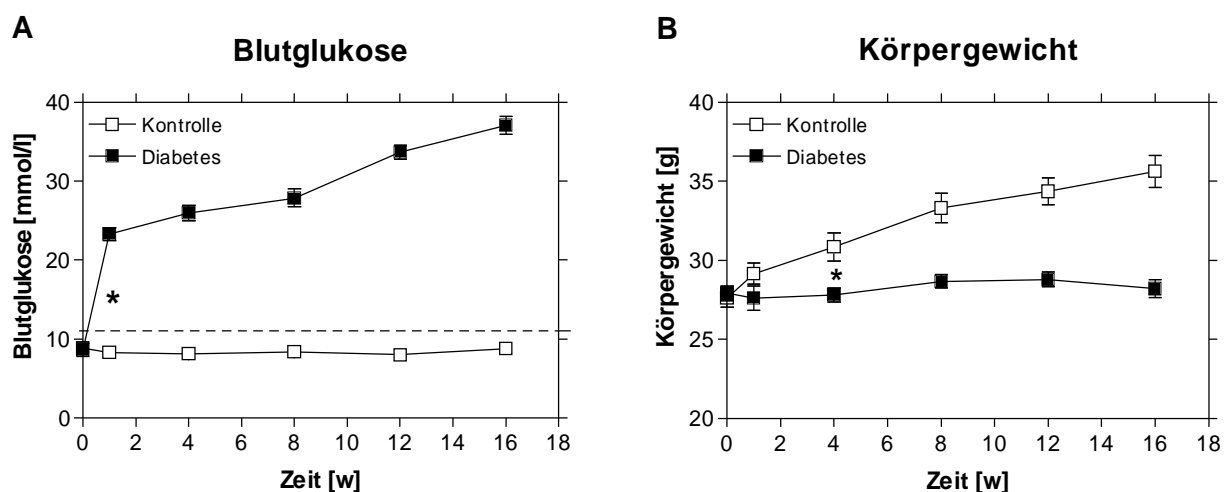 A
Blutglukose
Blutglukose [mmol/l]
40
30
20
10
0
Kontrolle
Diabetes
*
0 2 4 6 8 10 12 14 16 18
Zeit [w]
B
Körpergewicht
Körpergewicht [g]
40
35
30
25
20
Kontrolle
Diabetes
*
0 2 4 6 8 10 12 14 16 18
Zeit [w]